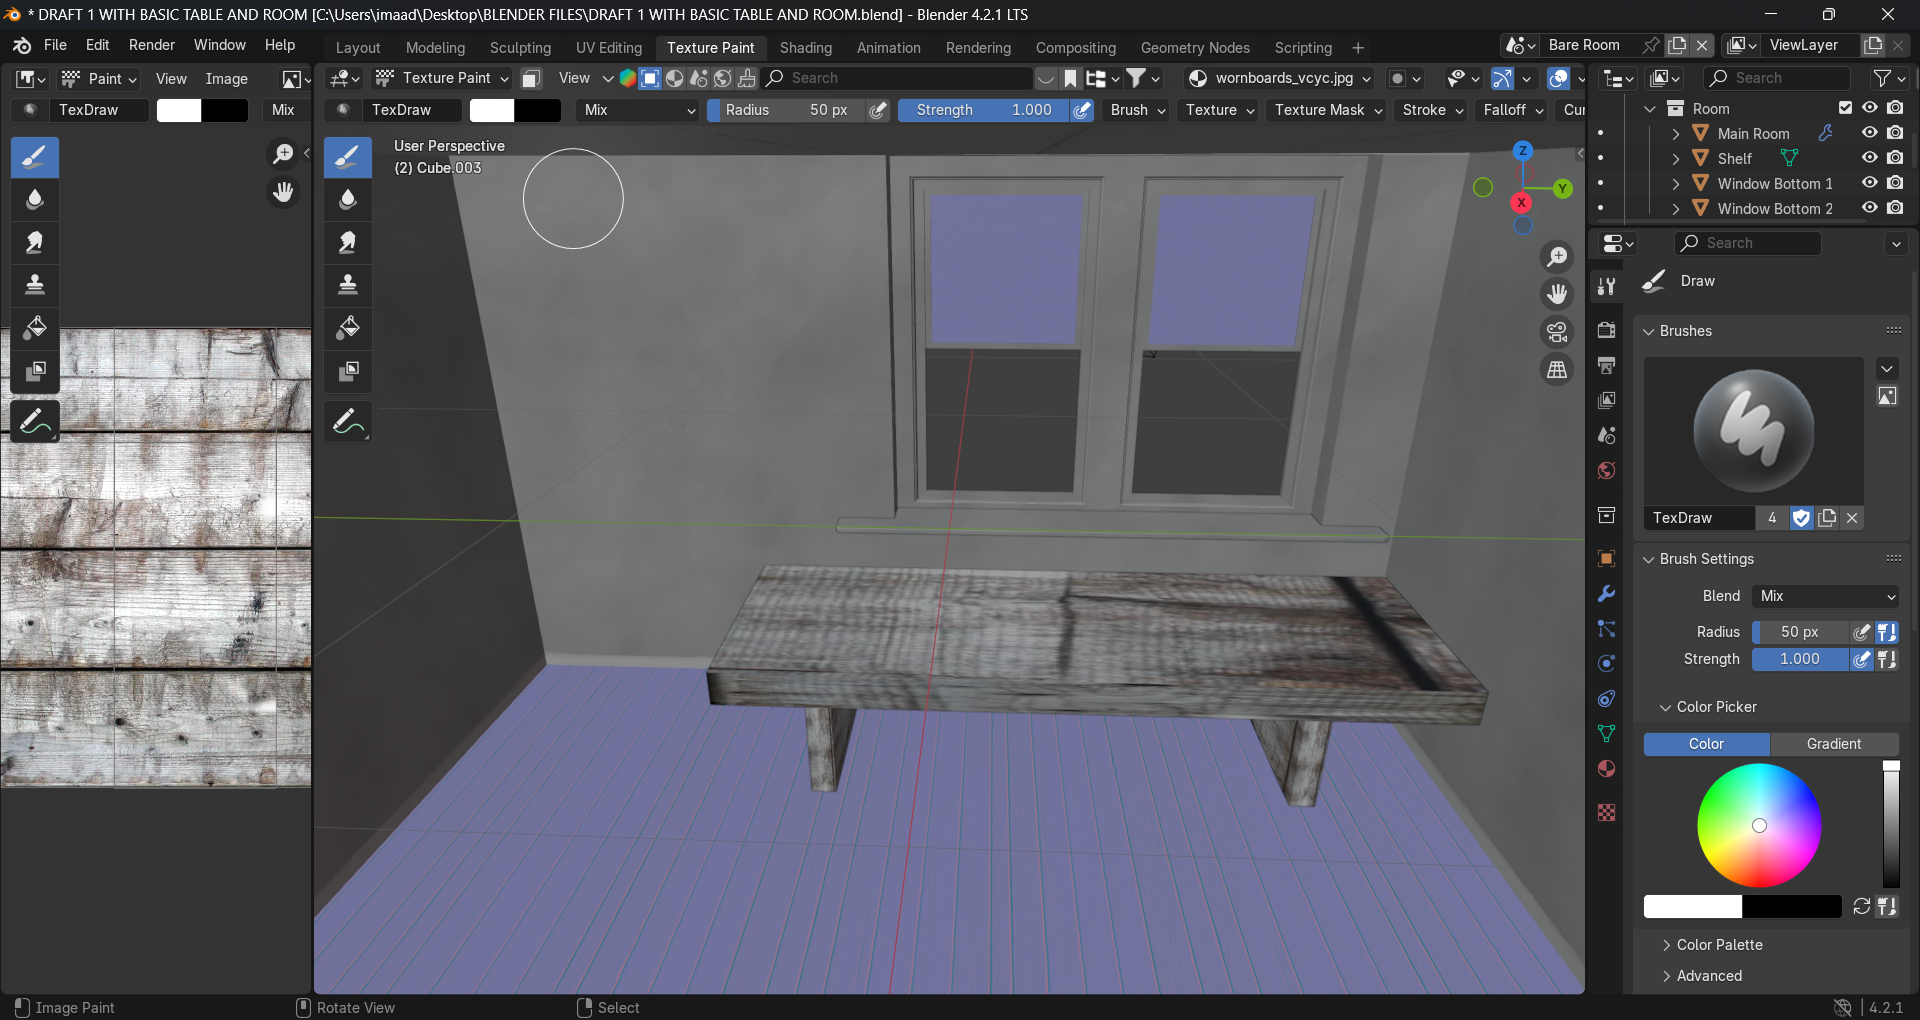 * DRAFT 1 WITH BASIC TABLE AND ROOM [C:\Users\imaad\Desktop\BLENDER FILES\DRAFT 1 WITH BASIC TABLE AND ROOM.blend] - Blender 4.2.1 LTS
File Edit Render Window Help Layout Modeling Sculpting UV Editing Texture Paint Shading Animation Rendering Compositing Geometry Nodes Scripting + Bare Room ViewLayer
Paint View Image Texture Paint View Search wornboards_vcyc.jpg Search
TexDraw Mix TexDraw Mix Radius 50 px Strength 1.000 Brush Texture Texture Mask Stroke Falloff Cur
Room
Main Room
Shelf
Window Bottom 1
Window Bottom 2
User Perspective
(2) Cube.003
Z
Y
X
Search
Draw
Brushes
TexDraw 4
Brush Settings
Blend Mix
Radius 50 px
Strength 1.000
Color Picker
Color Gradient
Color Palette
Advanced
Image Paint Rotate View Select 4.2.1